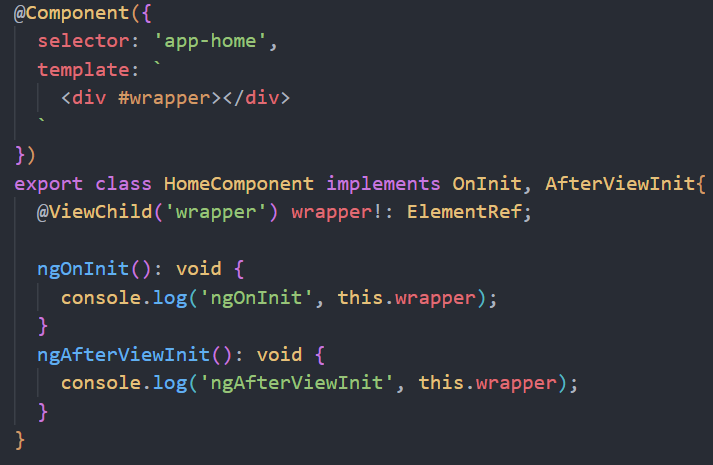 @Component({
  selector: 'app-home',
  template: `
    <div #wrapper></div>
  `
})
export class HomeComponent implements OnInit, AfterViewInit{
  @ViewChild('wrapper') wrapper!: ElementRef;

  ngOnInit(): void {
    console.log('ngOnInit', this.wrapper);
  }
  ngAfterViewInit(): void {
    console.log('ngAfterViewInit', this.wrapper);
  }
}